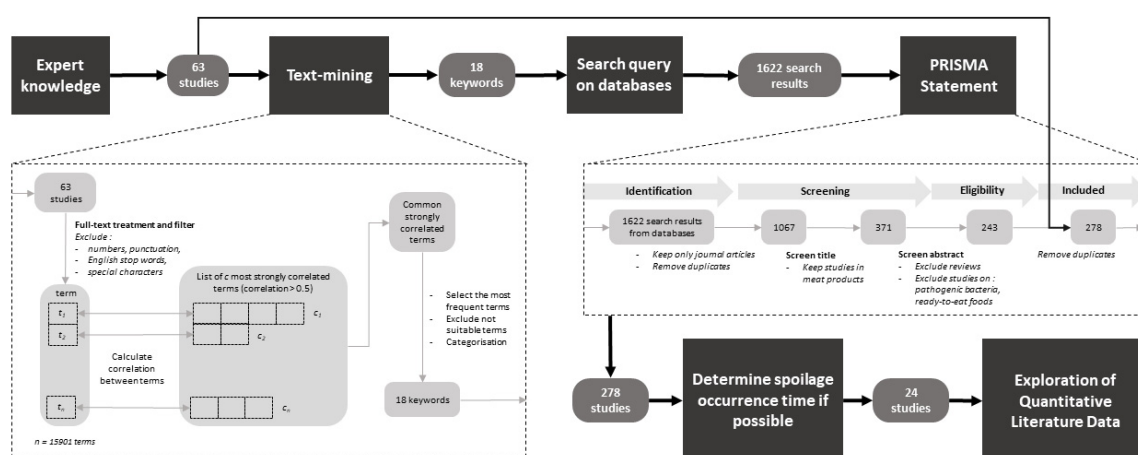 Expert
knowledge
63
studies
Text-mining
18
keywords
Search query
on databases
1622 search
results
PRISMA
Statement
63
studies
Full-text treatment and filter
Exclude :
- numbers, punctuation,
- English stop words,
- special characters
term
t1
t2
tn
Calculate
correlation
between terms
n = 15901 terms
List of c most strongly correlated
terms (correlation > 0.5)
c1
c2
cn
Common
strongly
correlated
terms
- Select the most
frequent terms
- Exclude not
suitable terms
- Categorisation
18 keywords
Identification
Screening
Eligibility
Included
1622 search results
from databases
1067
371
243
278
- Keep only journal articles
- Remove duplicates
Screen title
- Keep studies in
meat products
Screen abstract
- Exclude reviews
- Exclude studies on :
pathogenic bacteria,
ready-to-eat foods
Remove duplicates
278
studies
Determine spoilage
occurrence time if
possible
24
studies
Exploration of
Quantitative
Literature Data